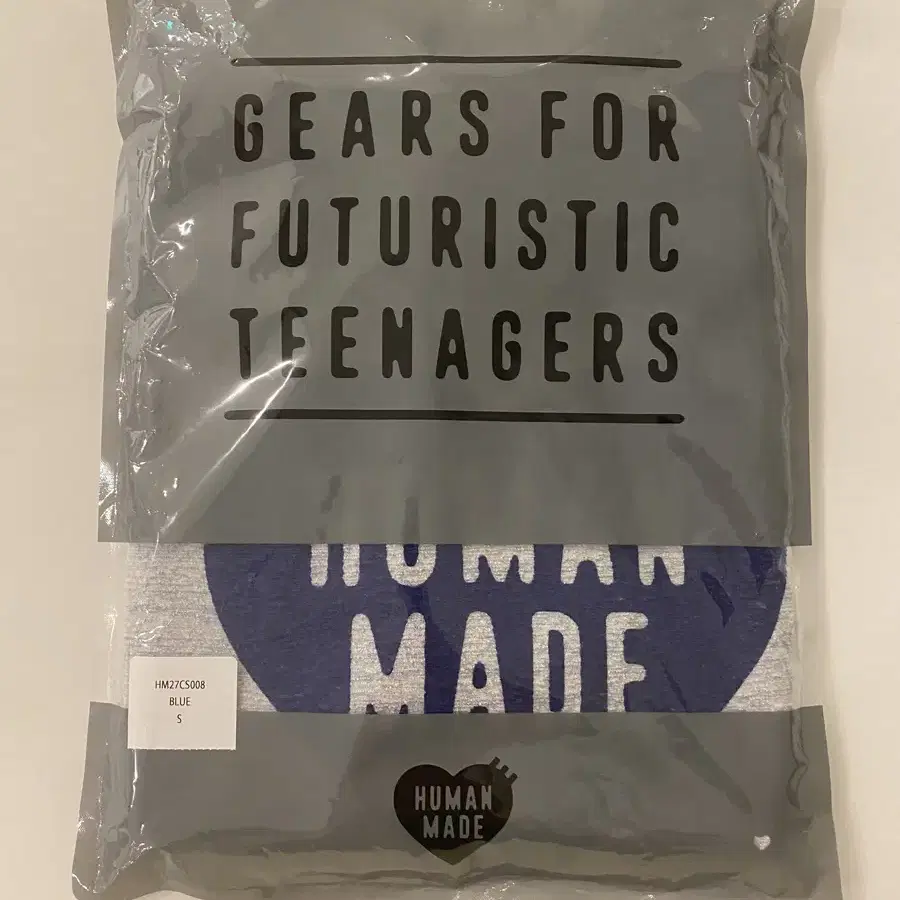 GEARS FOR
FUTURISTIC
TEENAGERS
HUMAN
MADE
HM27CS008
BLUE
S
HUMAN
MADE